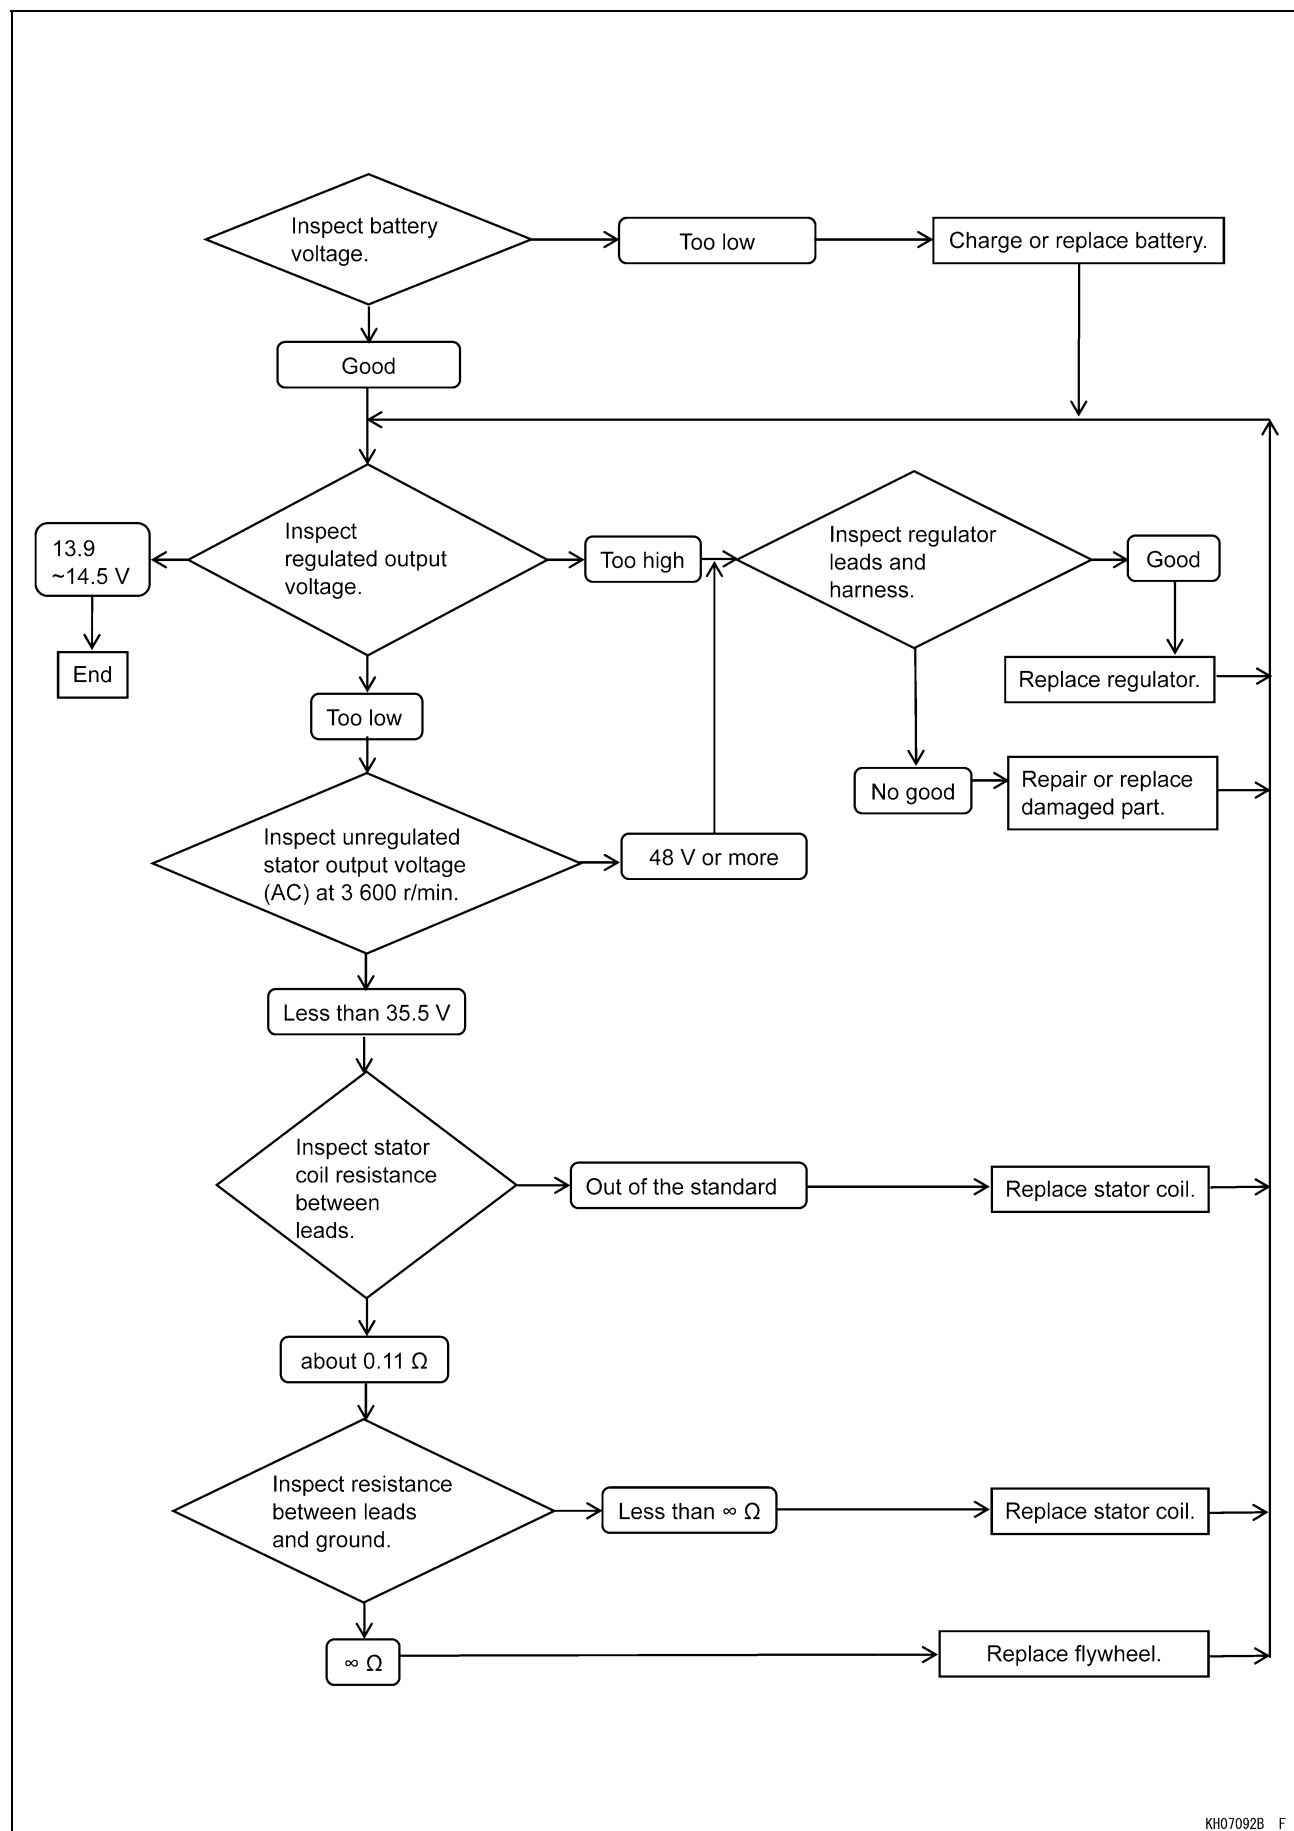 Inspect battery
voltage.
Too low
Charge or replace battery.
Good
13.9
~14.5 V
End
Inspect
regulated output
voltage.
Too high
Inspect regulator
leads and
harness.
Good
Replace regulator.
Too low
No good
Repair or replace
damaged part.
Inspect unregulated
stator output voltage
(AC) at 3 600 r/min.
48 V or more
Less than 35.5 V
Inspect stator
coil resistance
between
leads.
Out of the standard
Replace stator coil.
about 0.11 Ω
Inspect resistance
between leads
and ground.
Less than ∞ Ω
Replace stator coil.
∞ Ω
Replace flywheel.
KH07092B F